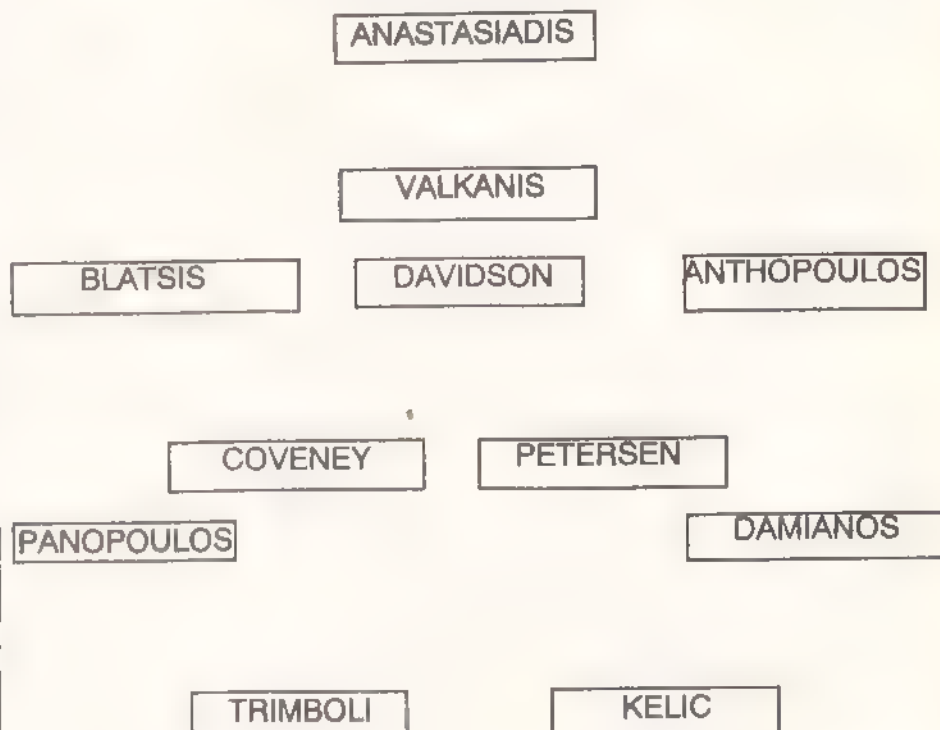 ANASTASIADIS
VALKANIS
BLATSIS DAVIDSON ANTHOPOULOS
COVENEY PETERSEN
PANOPOULOS DAMIANOS
TRIMBOLI KELIC